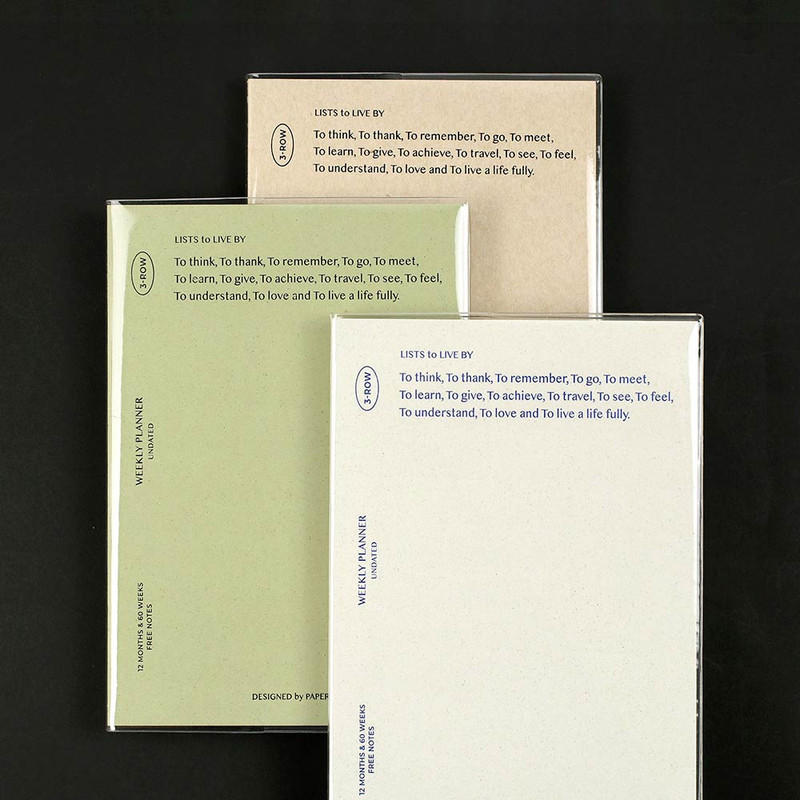 LISTS to LIVE BY
3-ROW
To think, To thank, To remember, To go, To meet,
To learn, To give, To achieve, To travel, To see, To feel,
To understand, To love and To live a life fully.
LISTS to LIVE BY
3-ROW
To think, To thank, To remember, To go, To meet,
To learn, To give, To achieve, To travel, To see, To feel,
To understand, To love and To live a life fully.
WEEKLY PLANNER
UNDATED
12 MONTHS & 60 WEEKS
FREE NOTES
DESIGNED by PAPER
LISTS to LIVE BY
3-ROW
To think, To thank, To remember, To go, To meet,
To learn, To give, To achieve, To travel, To see, To feel,
To understand, To love and To live a life fully.
WEEKLY PLANNER
UNDATED
12 MONTHS & 60 WEEKS
FREE NOTES